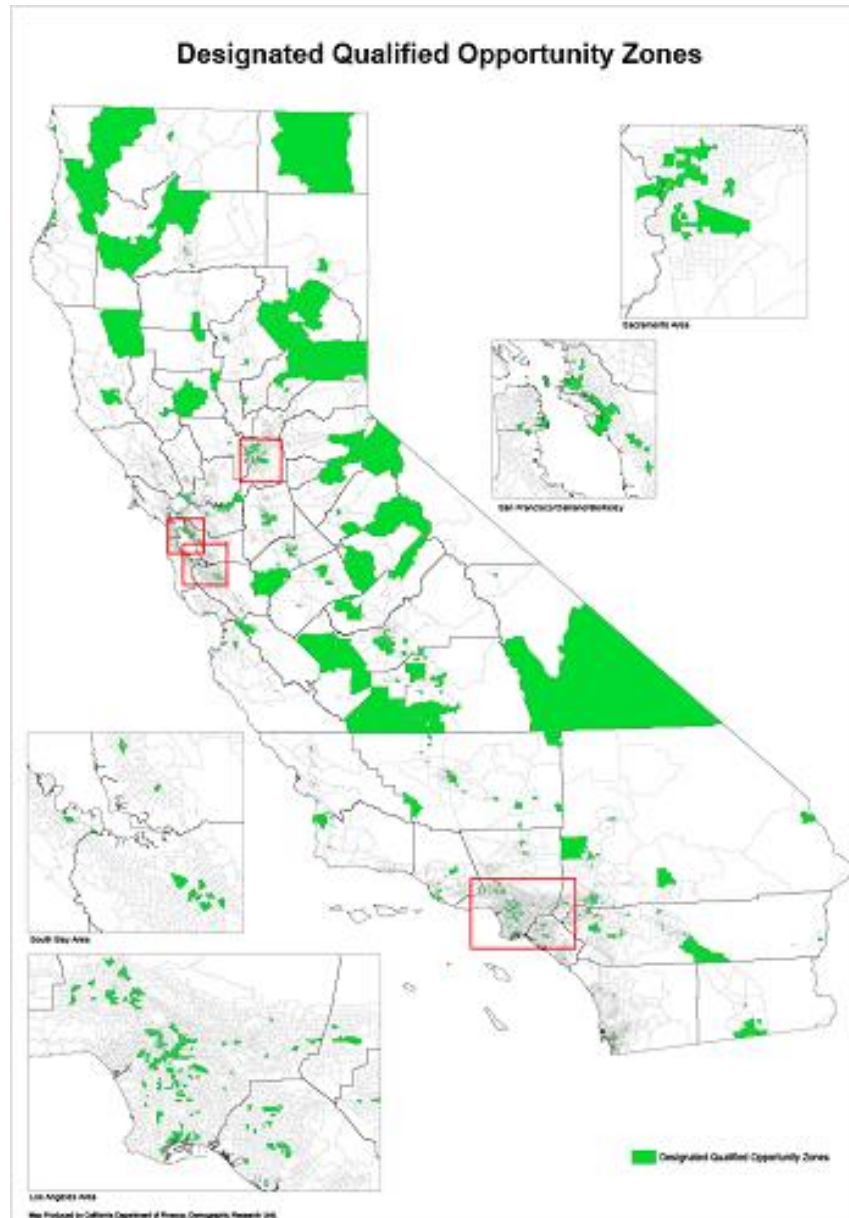 Designated Qualified Opportunity Zones
Sacramento Area
San Francisco/Oakland/Berkeley
South Bay Area
Los Angeles Area
Designated Qualified Opportunity Zones
Map Produced by California Department of Finance, Demographic Research Unit.